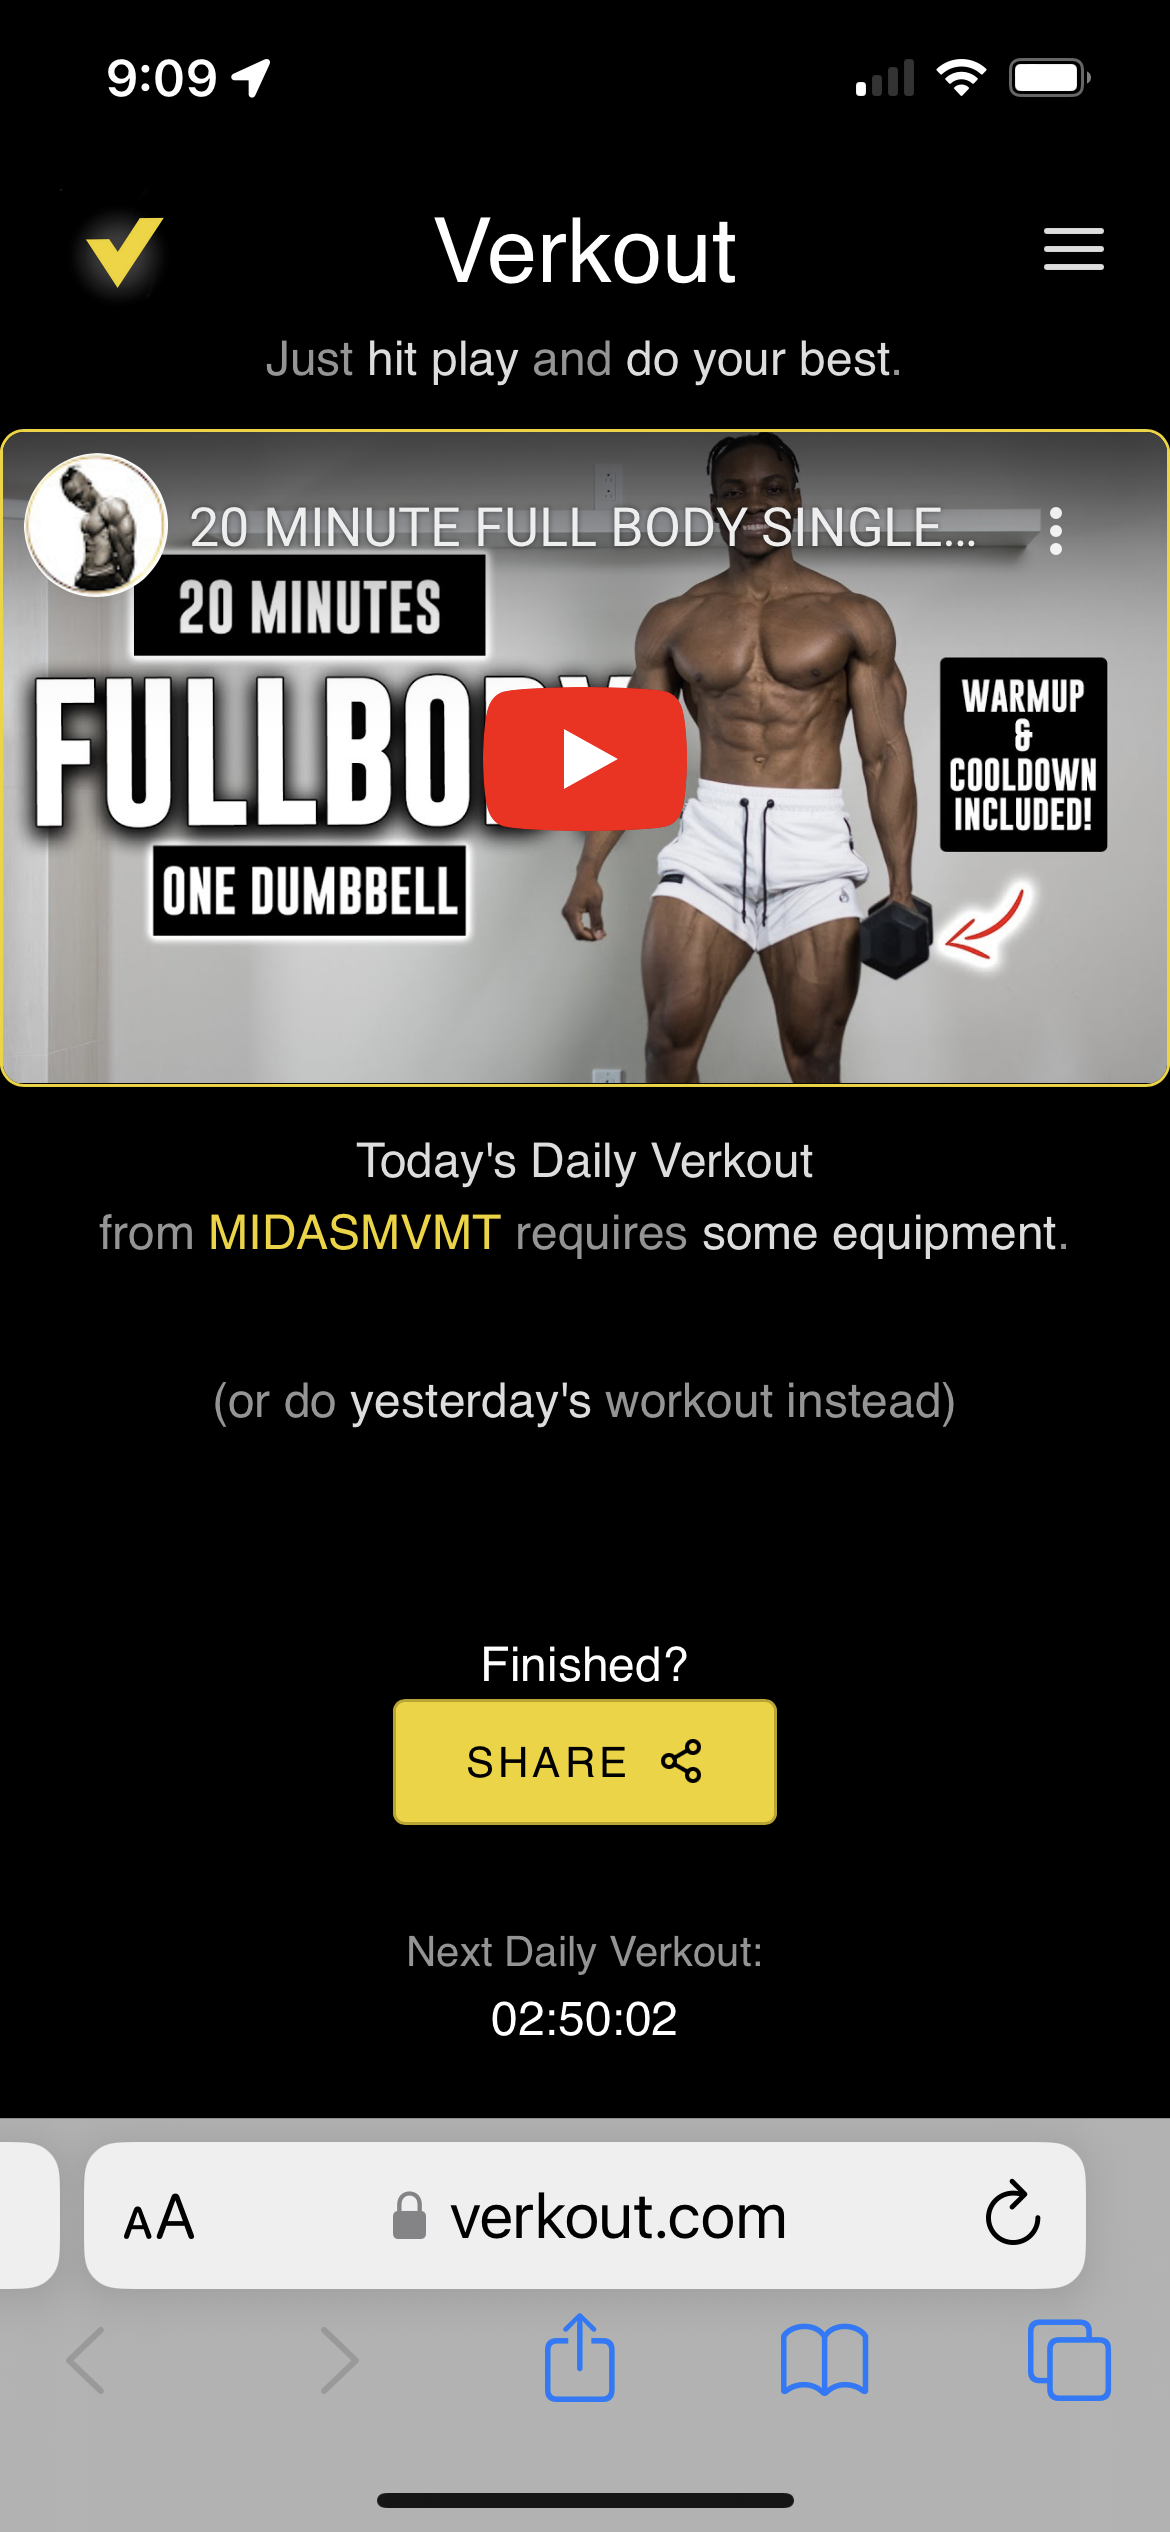 9:09
Verkout
Just hit play and do your best.
20 MINUTE FULL BODY SINGLE...
20 MINUTES
FULLBODY
ONE DUMBBELL
WARMUP
&
COOLDOWN
INCLUDED!
Today's Daily Verkout
from MIDASMVMT requires some equipment.
(or do yesterday's workout instead)
Finished?
SHARE
Next Daily Verkout:
02:50:02
AA verkout.com